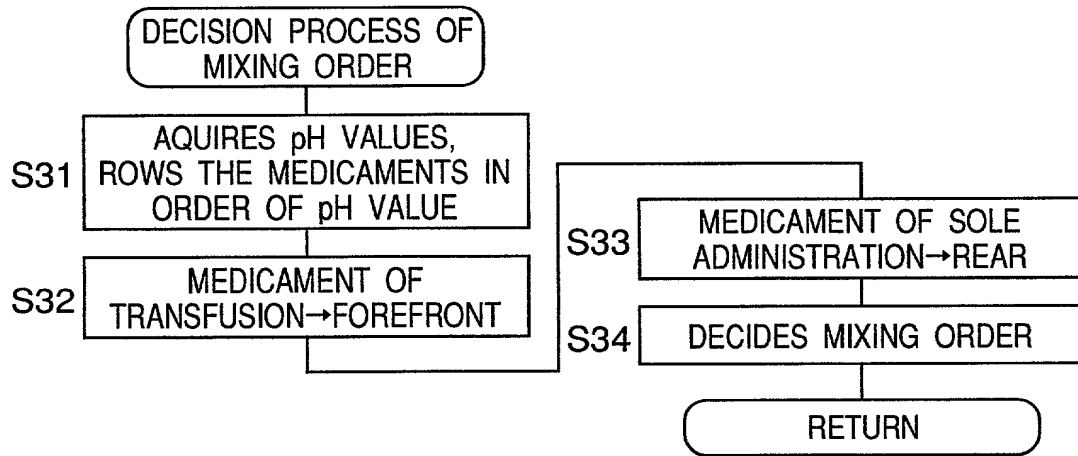 DECISION PROCESS OF
MIXING ORDER
S31
AQUIRES pH VALUES,
ROWS THE MEDICAMENTS IN
ORDER OF pH VALUE
S32
MEDICAMENT OF
TRANSFUSION→FOREFRONT
S33
MEDICAMENT OF SOLE
ADMINISTRATION→REAR
S34
DECIDES MIXING ORDER
RETURN